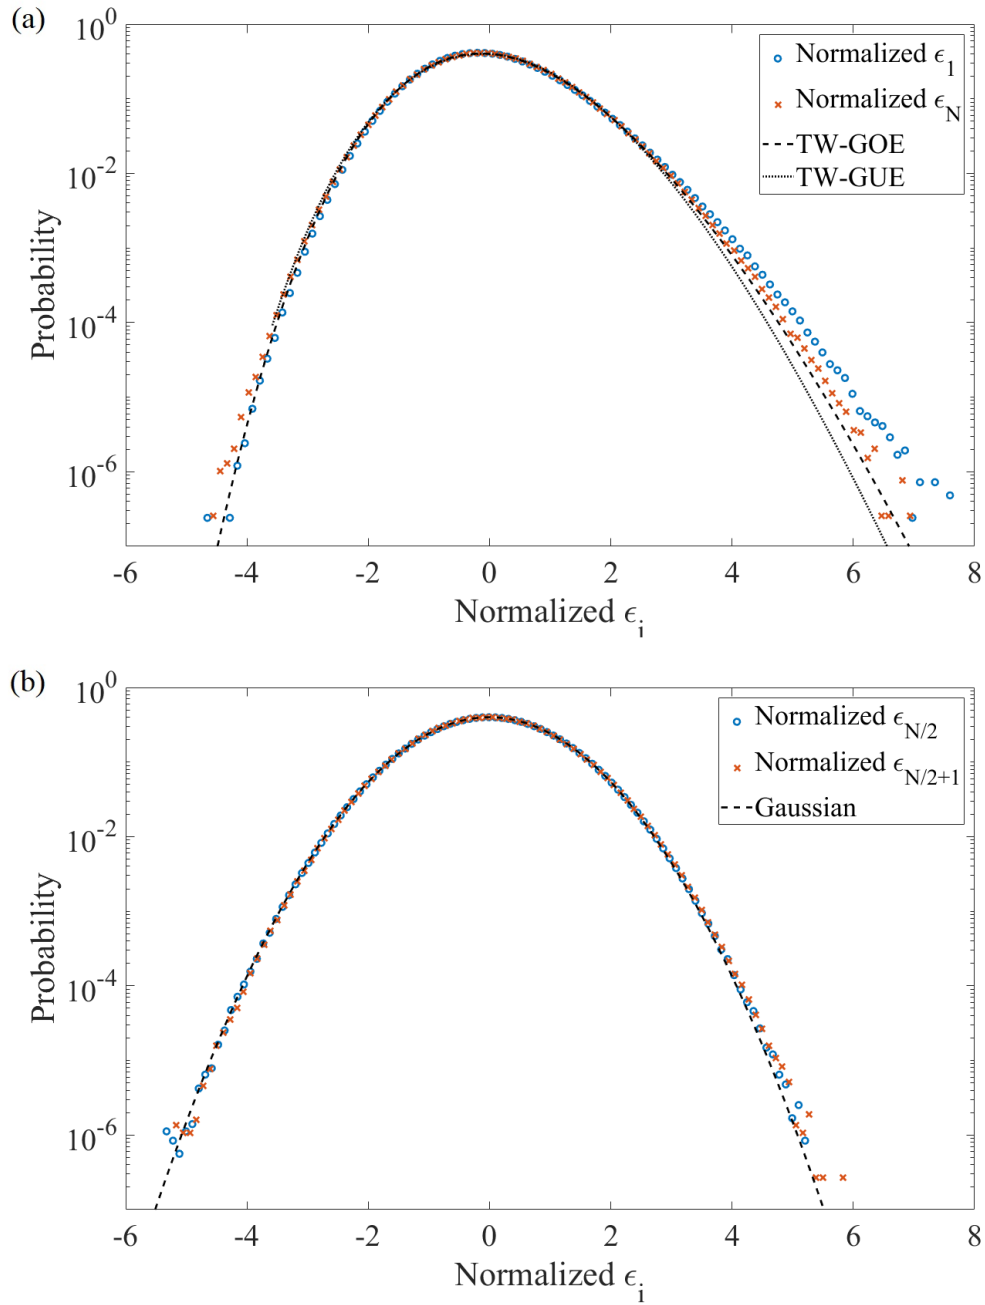 (a)
10^0
10^-2
10^-4
10^-6
Probability
-6 -4 -2 0 2 4 6 8
Normalized ϵ_i
Normalized ϵ_1
Normalized ϵ_N
TW-GOE
TW-GUE
(b)
10^0
10^-2
10^-4
10^-6
Probability
-6 -4 -2 0 2 4 6 8
Normalized ϵ_i
Normalized ϵ_N/2
Normalized ϵ_N/2+1
Gaussian